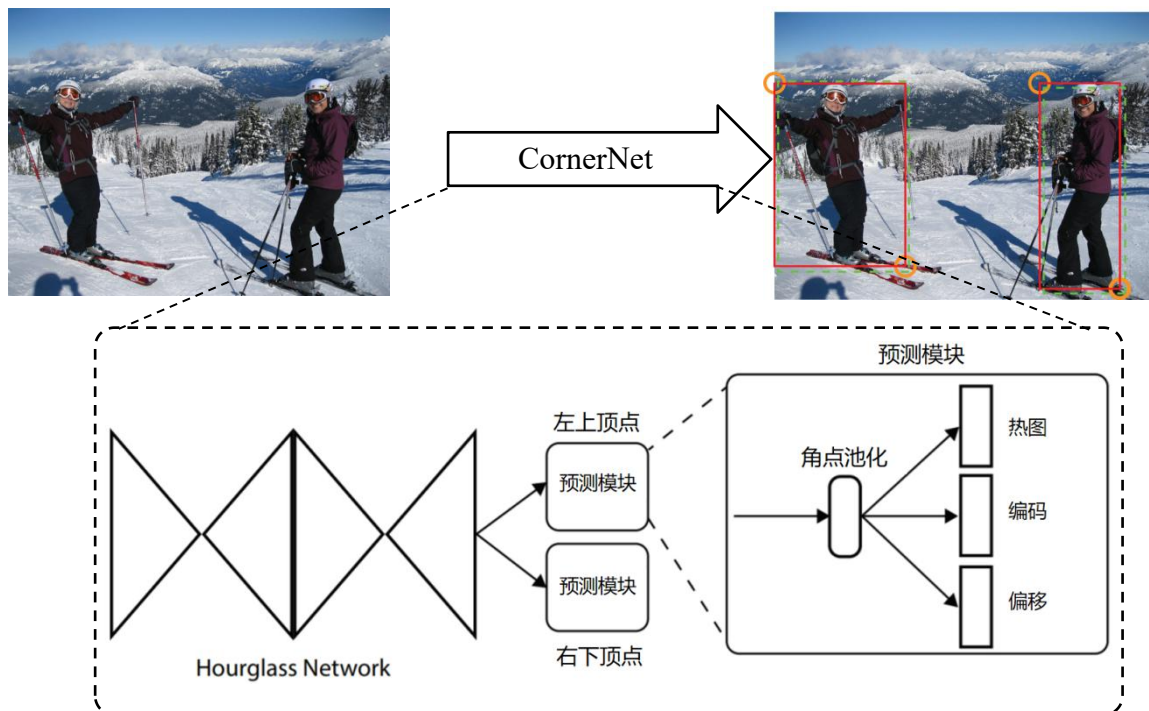 CornerNet
预测模块
左上顶点
预测模块
预测模块
右下顶点
Hourglass Network
角点池化
热图
编码
偏移